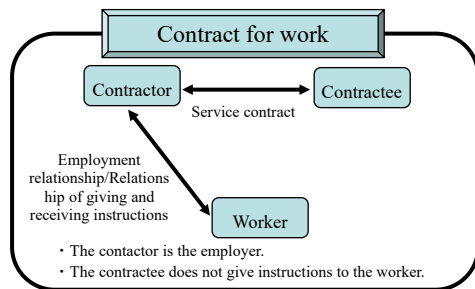 Contract for work
Contractor
Contractee
Service contract
Employment
relationship/Relations
hip of giving and
receiving instructions
Worker
・The contactor is the employer.
・The contractee does not give instructions to the worker.